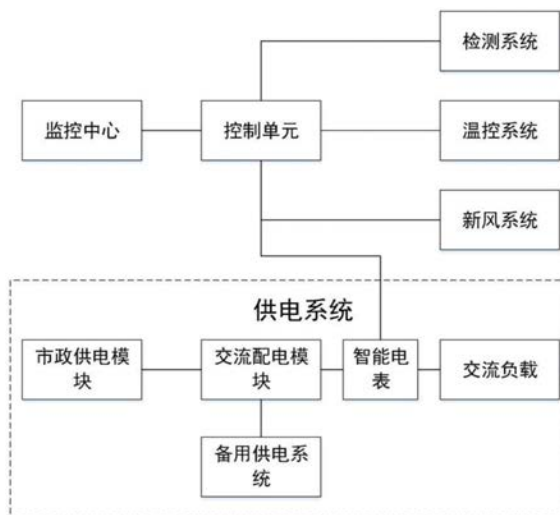 检测系统
监控中心
控制单元
温控系统
新风系统
供电系统
市政供电模
块
交流配电模
块
智能电
表
交流负载
备用供电系
统